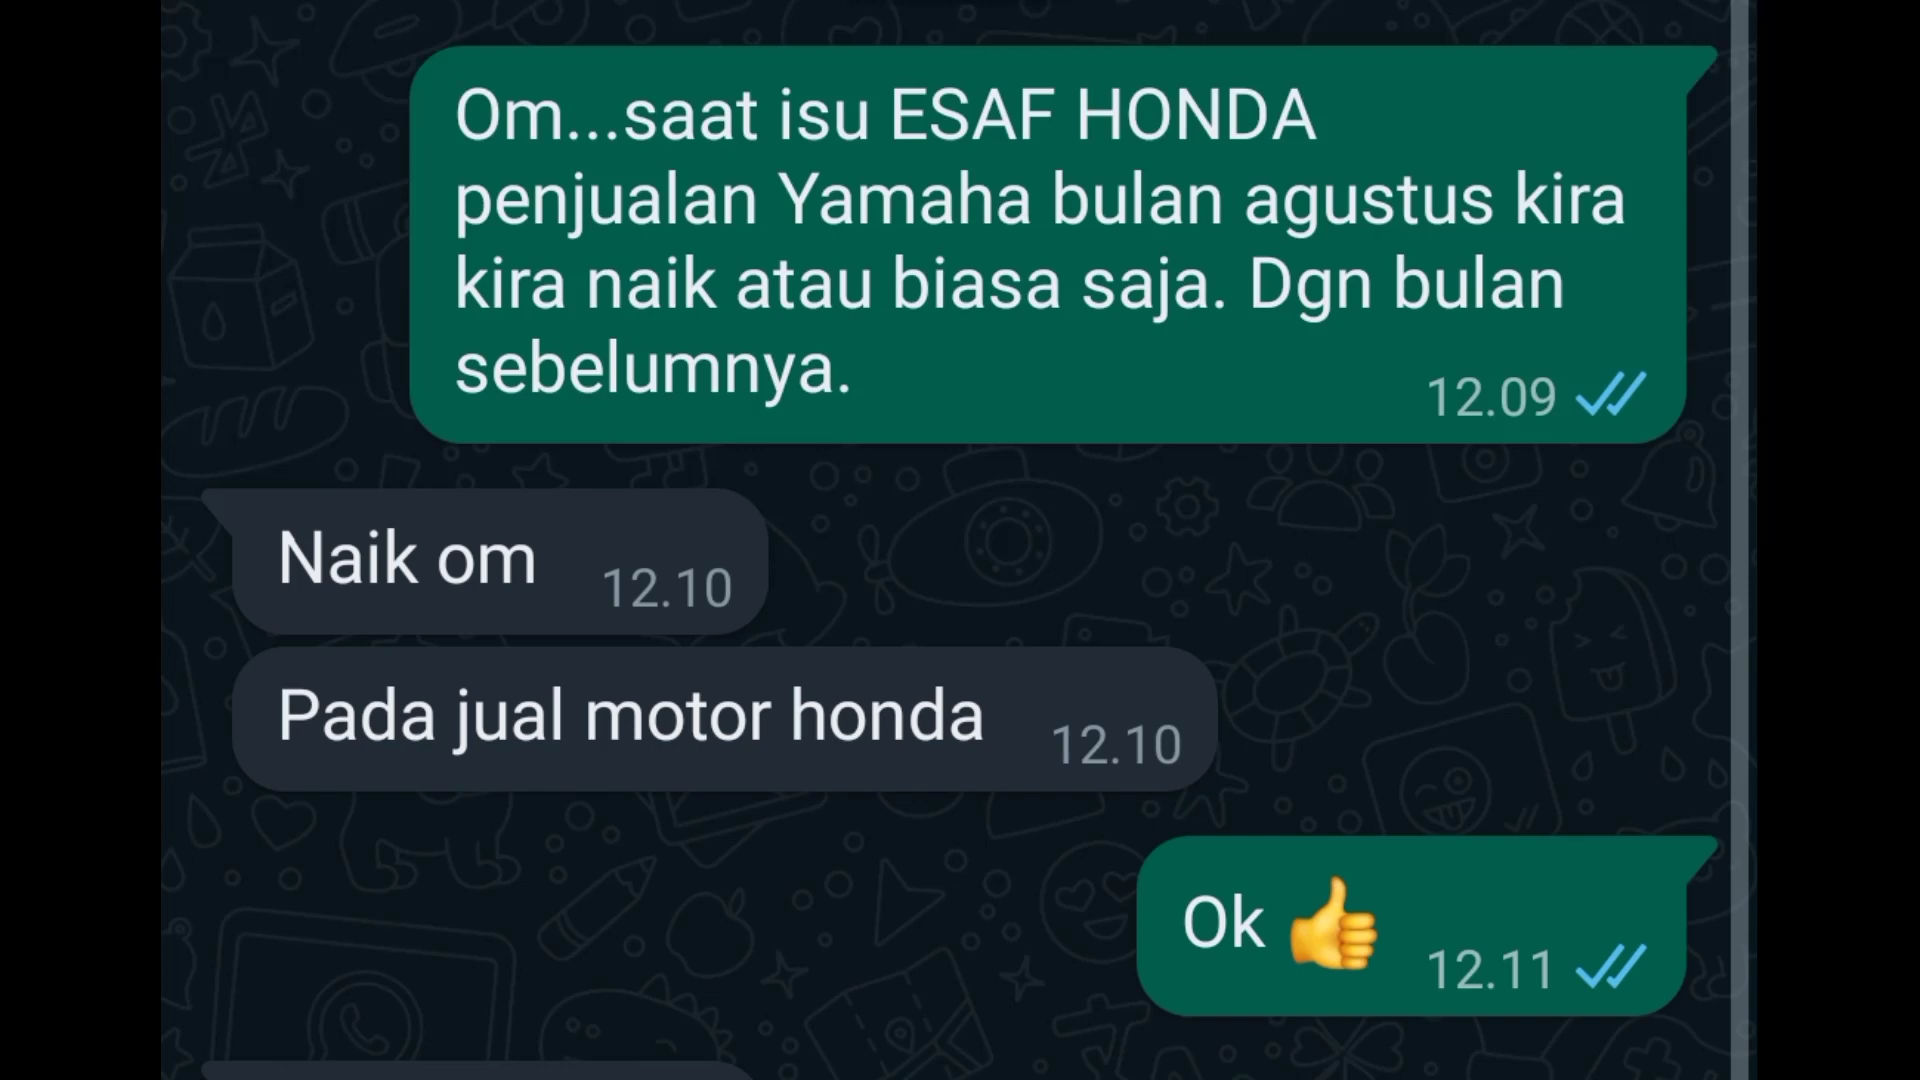 Om...saat isu ESAF HONDA
penjualan Yamaha bulan agustus kira
kira naik atau biasa saja. Dgn bulan
sebelumnya.
12.09
Naik om
12.10
Pada jual motor honda
12.10
Ok 👍
12.11